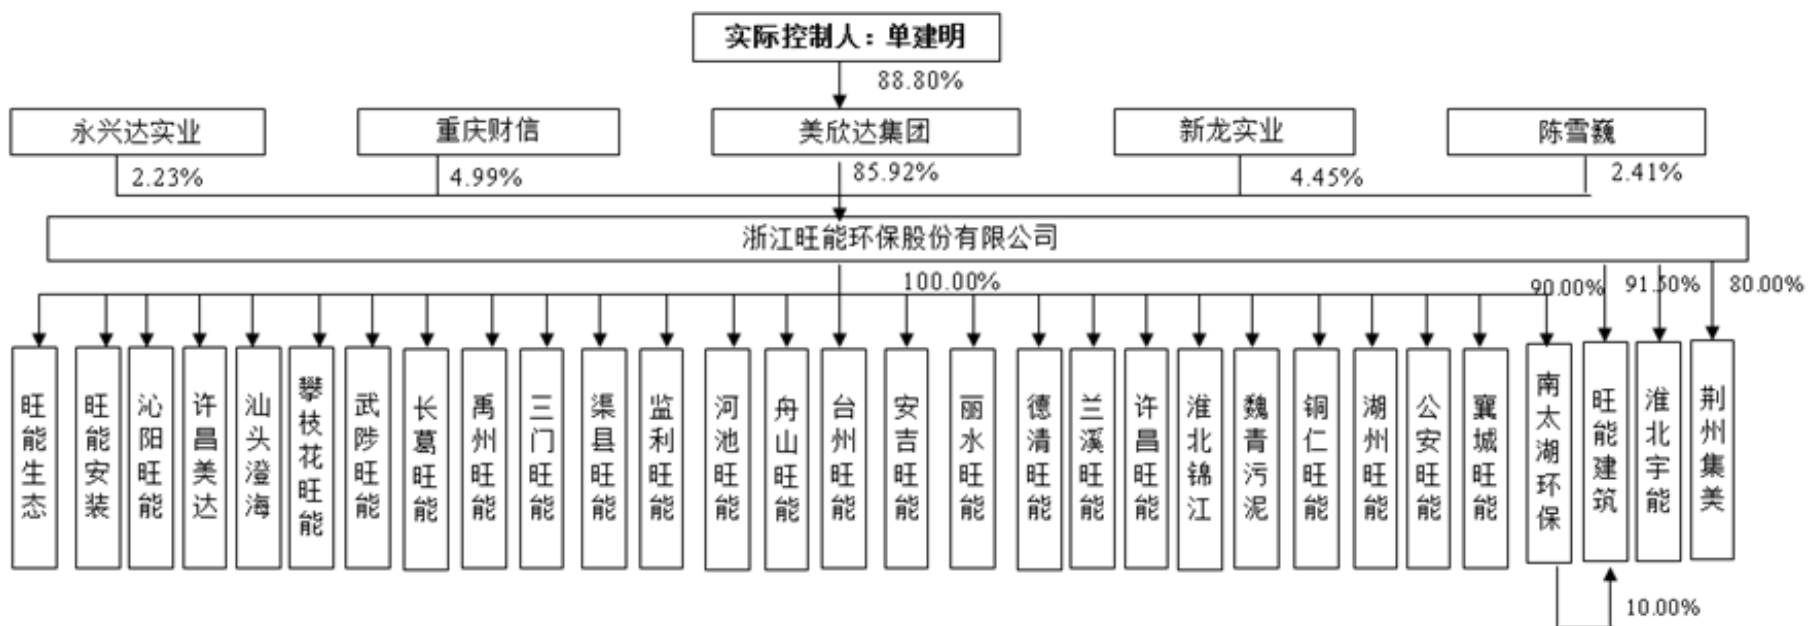 实际控制人：单建明
88.80%
永兴达实业
重庆财信
美欣达集团
新龙实业
陈雪巍
2.23%
4.99%
85.92%
4.45%
2.41%
浙江旺能环保股份有限公司
100.00%
90.00%
91.50%
80.00%
旺能生态
旺能安装
沁阳旺能
许昌美达
汕头澄海
攀枝花旺能
武陟旺能
长葛旺能
禹州旺能
三门旺能
渠县旺能
监利旺能
河池旺能
舟山旺能
台州旺能
安吉旺能
丽水旺能
德清旺能
兰溪旺能
许昌旺能
淮北锦江
魏青污泥
铜仁旺能
湖州旺能
公安旺能
襄城旺能
南太湖环保
旺能建筑
淮北宇能
荆州集美
10.00%